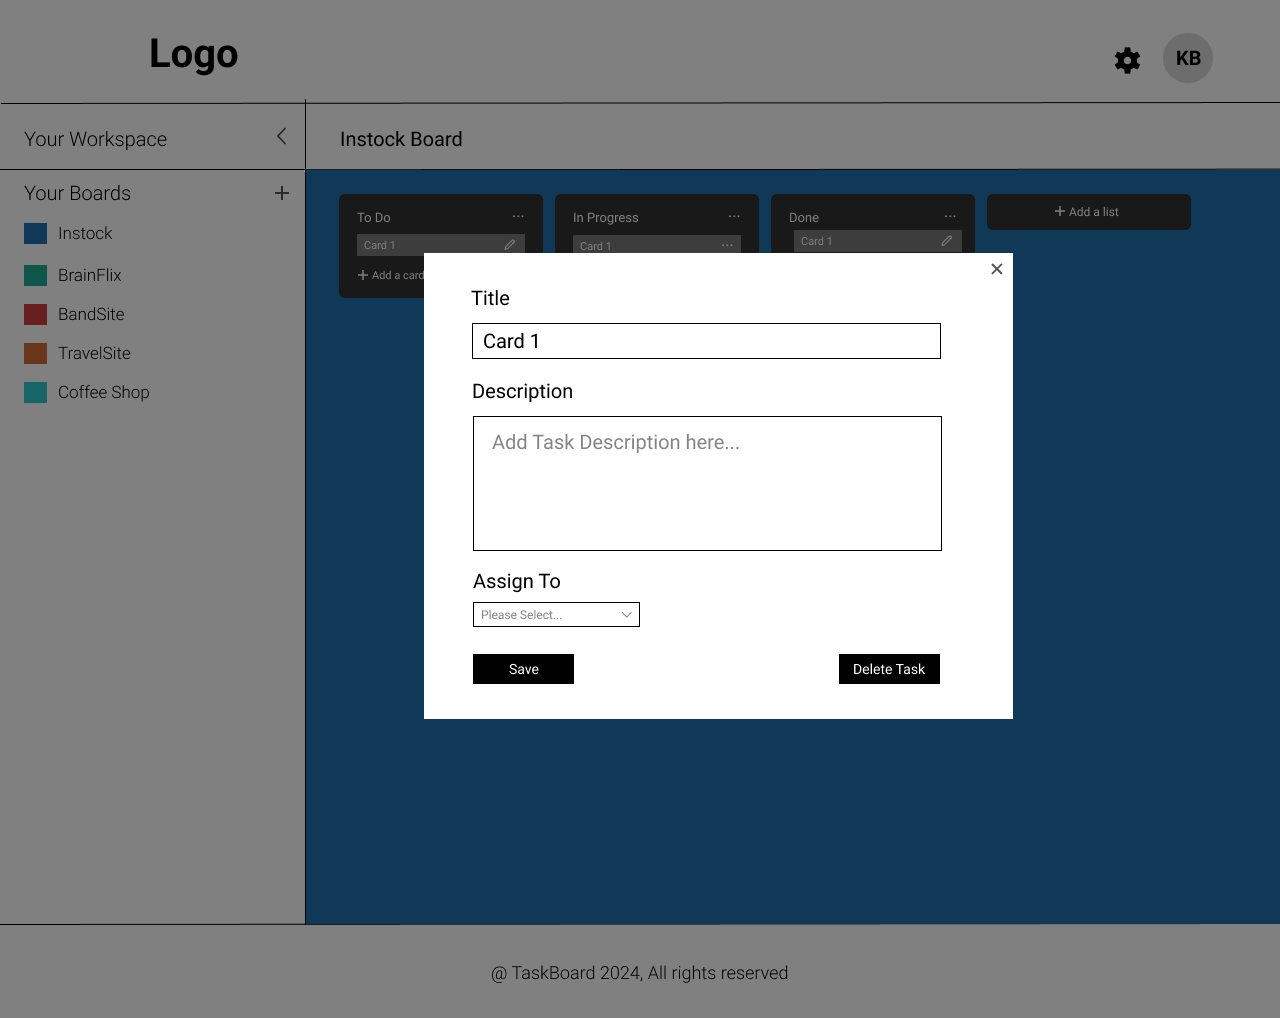 Logo
KB
Your Workspace
Instock Board
Your Boards
Instock
BrainFlix
BandSite
TravelSite
Coffee Shop
To Do
...
Card 1
Add a card
In Progress
...
Card 1
...
Done
...
Card 1
Add a list
Title
Card 1
Description
Add Task Description here...
Assign To
Please Select...
Save
Delete Task
@ TaskBoard 2024, All rights reserved